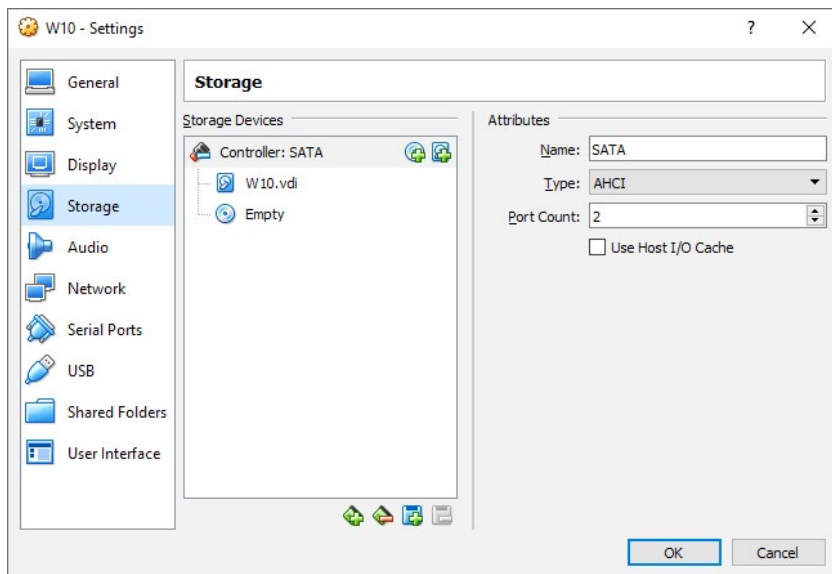 W10 - Settings
General
System
Display
Storage
Audio
Network
Serial Ports
USB
Shared Folders
User Interface
Storage
Storage Devices
Controller: SATA
W10.vdi
Empty
Attributes
Name: SATA
Type: AHCI
Port Count: 2
Use Host I/O Cache
OK Cancel